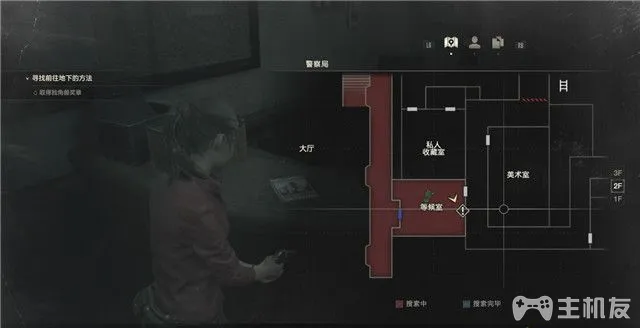 LB
RB
警察局
寻找前往地下的方法
取得独角兽奖章
大厅
私人
收藏室
美术室
等候室
3F
2F
1F
搜索中
搜索完毕
主机友